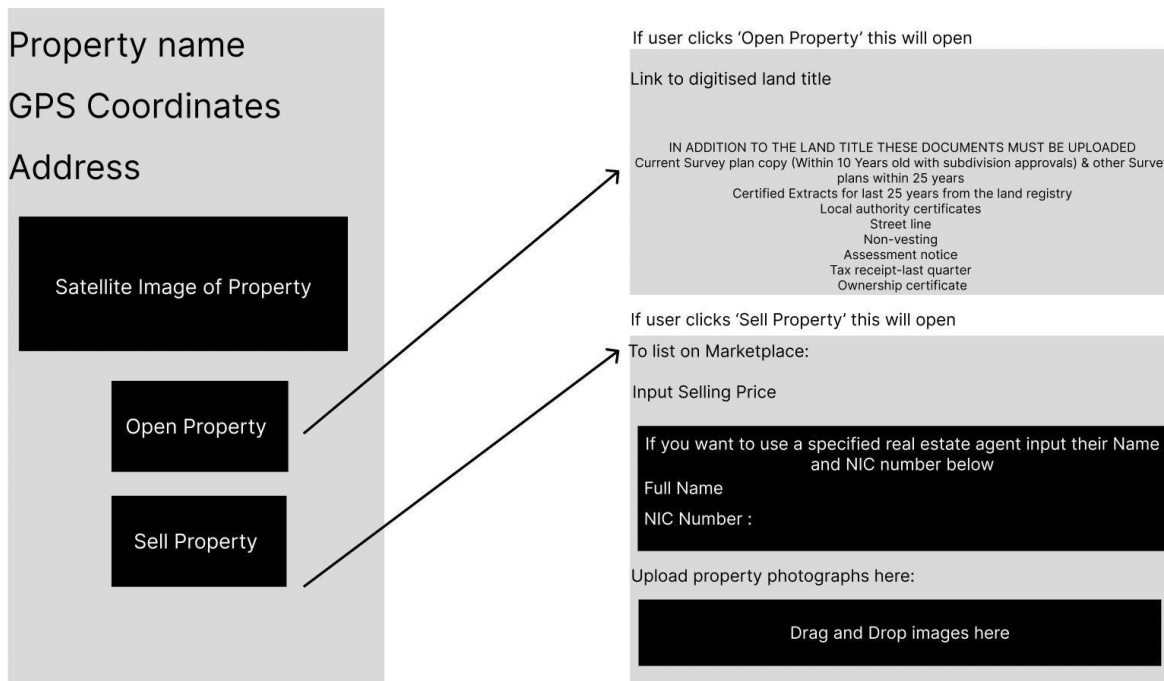 Property name
GPS Coordinates
Address
Satellite Image of Property
Open Property
Sell Property
If user clicks ‘Open Property’ this will open
Link to digitised land title
IN ADDITION TO THE LAND TITLE THESE DOCUMENTS MUST BE UPLOADED
Current Survey plan copy (Within 10 Years old with subdivision approvals) & other Surve
plans within 25 years
Certified Extracts for last 25 years from the land registry
Local authority certificates
Street line
Non-vesting
Assessment notice
Tax receipt-last quarter
Ownership certificate
If user clicks ‘Sell Property’ this will open
To list on Marketplace:
Input Selling Price
If you want to use a specified real estate agent input their Name
and NIC number below
Full Name
NIC Number :
Upload property photographs here:
Drag and Drop images here